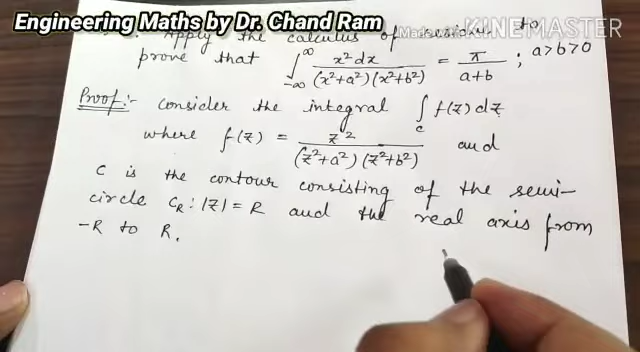 Engineering Maths by Dr. Chand Ram
Made with KINEMASTER
Apply the calculus of to
prove that ∫_{-∞}^{∞} x² dx / (x²+a²)(x²+b²) = π / a+b ; a>b>0
Proof:- Consider the integral ∫_c f(z) dz
where f(z) = z² / (z²+a²)(z²+b²) and
C is the contour consisting of the semi-
circle C_R : |z| = R and the real axis from
-R to R.